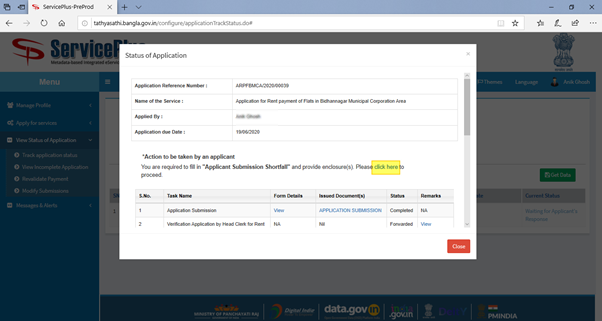 ServicePlus-PreProd
tathyasathi.bangla.gov.in/configure/applicationTrackStatus.do#
ServicePlus
Metadata-based Integrated eService
Menu
Manage Profile
Apply for services
View Status of Application
Track application status
View Incomplete Application
Revalidate Payment
Modify Submissions
Messages & Alerts
Language
Amit Ghosh
Get Data
Current Status
Waiting for Applicant's
Response
Status of Application
×
Application Reference Number :
ARPFBMCA/2020/00039
Name of the Service :
Application for Rent payment of Flats in Bidhannagar Municipal Corporation Area
Applied By :
Application due Date :
19/06/2026
*Action to be taken by an applicant
You are required to fill in "Applicant Submission Shortfall" and provide enclosure(s). Please click here to
proceed.
S.No. Task Name Form Details Issued Document(s) Status Remarks
1 Application Submission View APPLICATION SUBMISSION Completed NA
2 Verification Application by Head Clerk for Rent NA Nil Forwarded View
Close
MINISTRY OF PANCHAYATI RAJ
Digital India
data.gov.in
.gov.in
PMINDIA